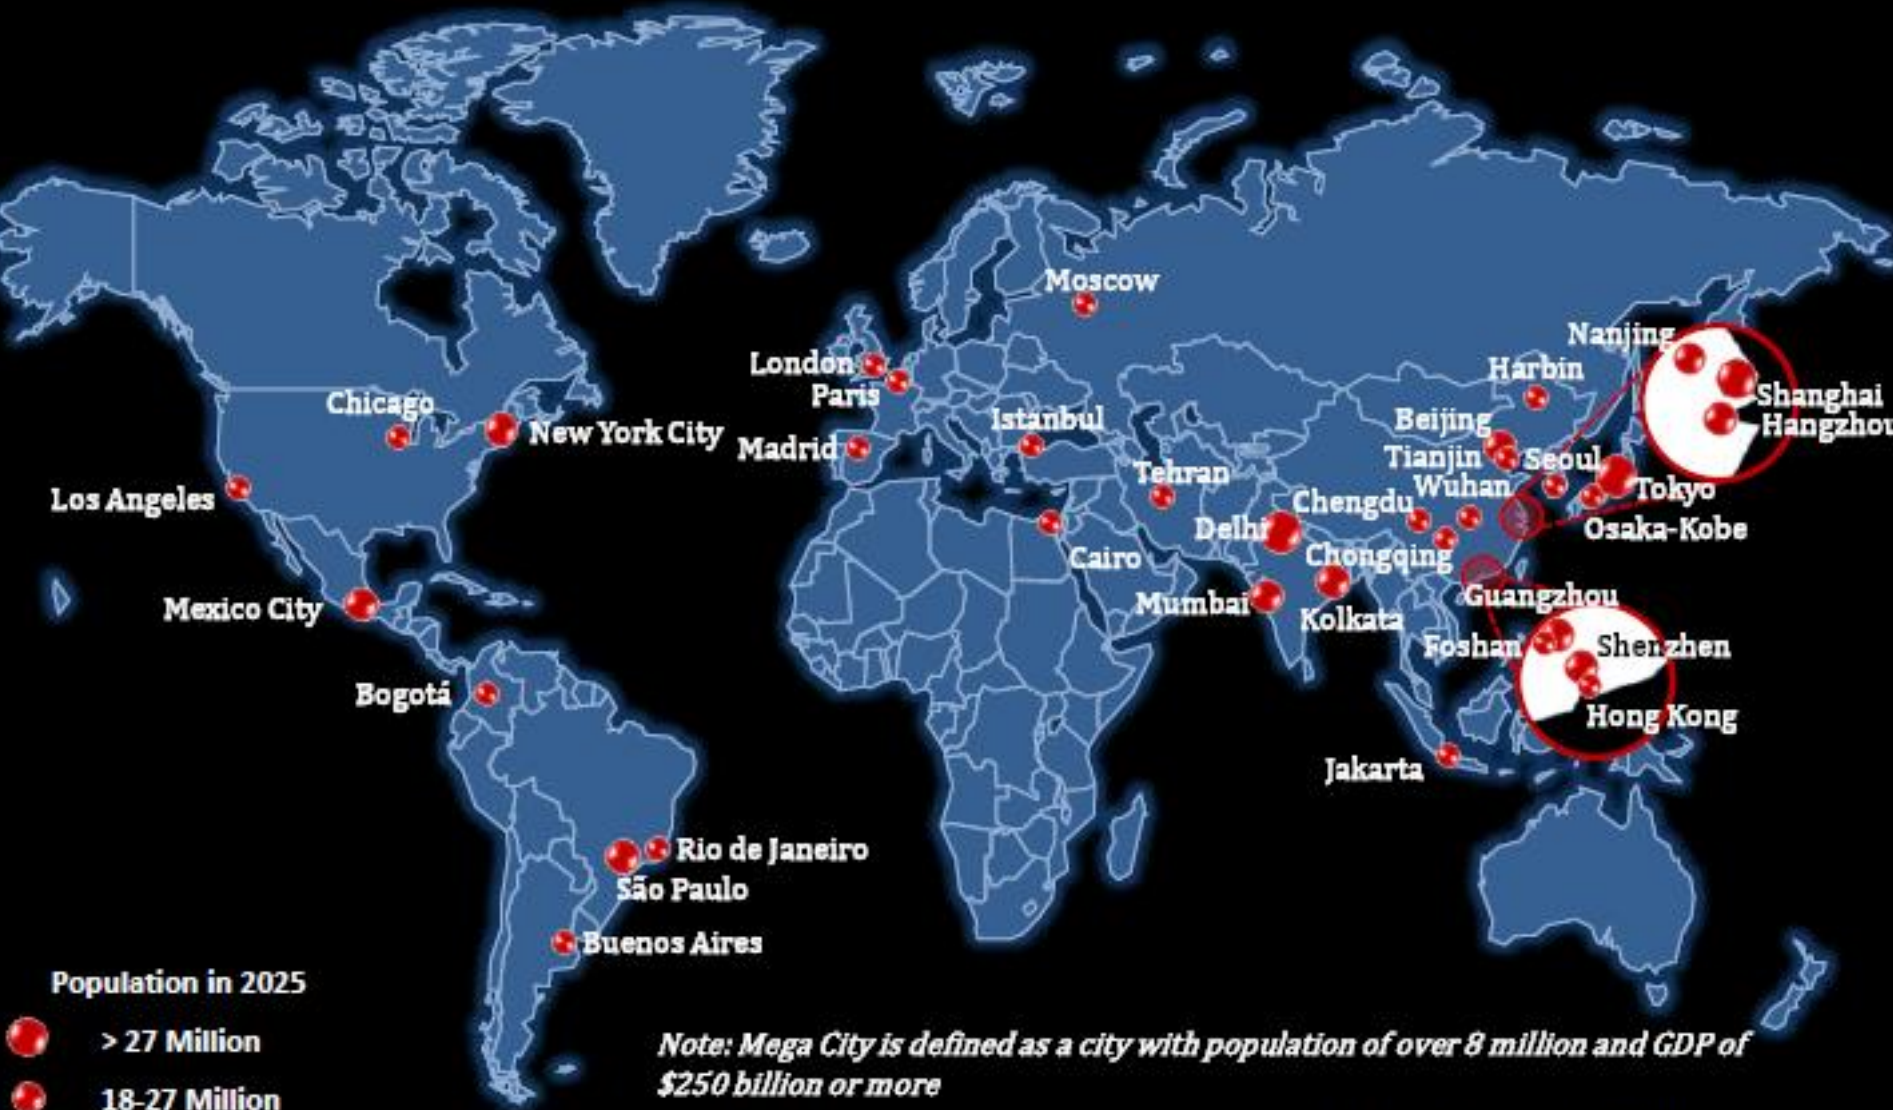 Moscow
Nanjing
London
Harbin
Paris
Shanghai
Chicago
Istanbul
Beijing
Hangzhou
New York City
Madrid
Tianjin
Seoul
Tehran
Wuhan
Tokyo
Los Angeles
Chengdu
Delhi
Osaka-Kobe
Cairo
Chongqing
Mexico City
Mumbai
Guangzhou
Kolkata
Foshan
Shenzhen
Bogotá
Hong Kong
Jakarta
Rio de Janeiro
São Paulo
Buenos Aires
Population in 2025
> 27 Million
18-27 Million
Note: Mega City is defined as a city with population of over 8 million and GDP of
$250 billion or more